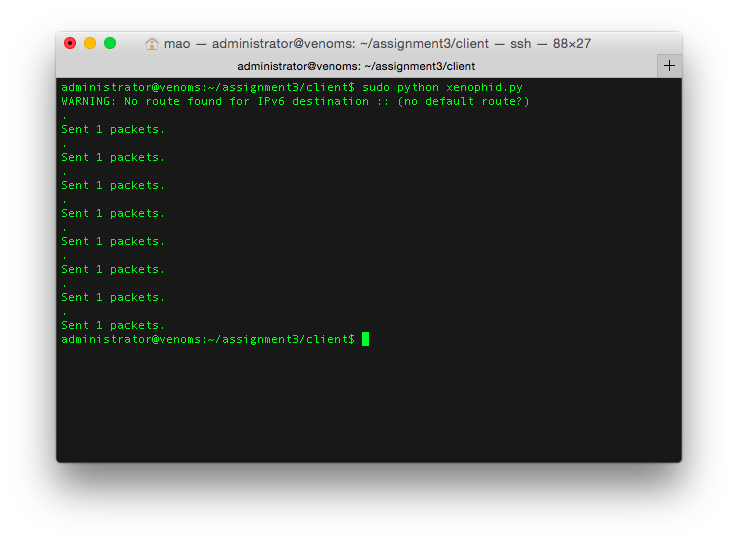 mao — administrator@venoms: ~/assignment3/client — ssh — 88×27
administrator@venoms: ~/assignment3/client
+
administrator@venoms:~/assignment3/client$ sudo python xenophid.py
WARNING: No route found for IPv6 destination :: (no default route?)
.
Sent 1 packets.
.
Sent 1 packets.
.
Sent 1 packets.
.
Sent 1 packets.
.
Sent 1 packets.
.
Sent 1 packets.
.
Sent 1 packets.
.
Sent 1 packets.
administrator@venoms:~/assignment3/client$